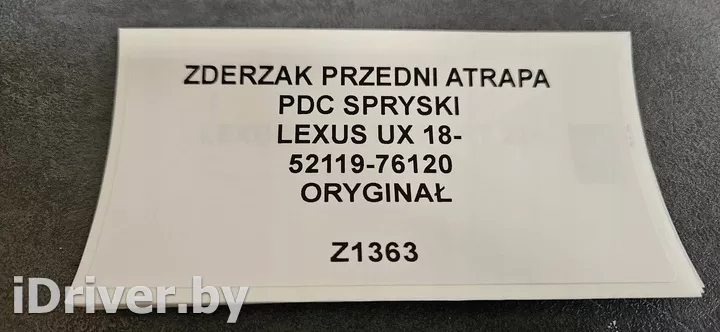 ZDERZAK PRZEDNI ATRAPA
PDC SPRYSKI
LEXUS UX 18-
52119-76120
ORYGINAŁ
Z1363
iDriver.by